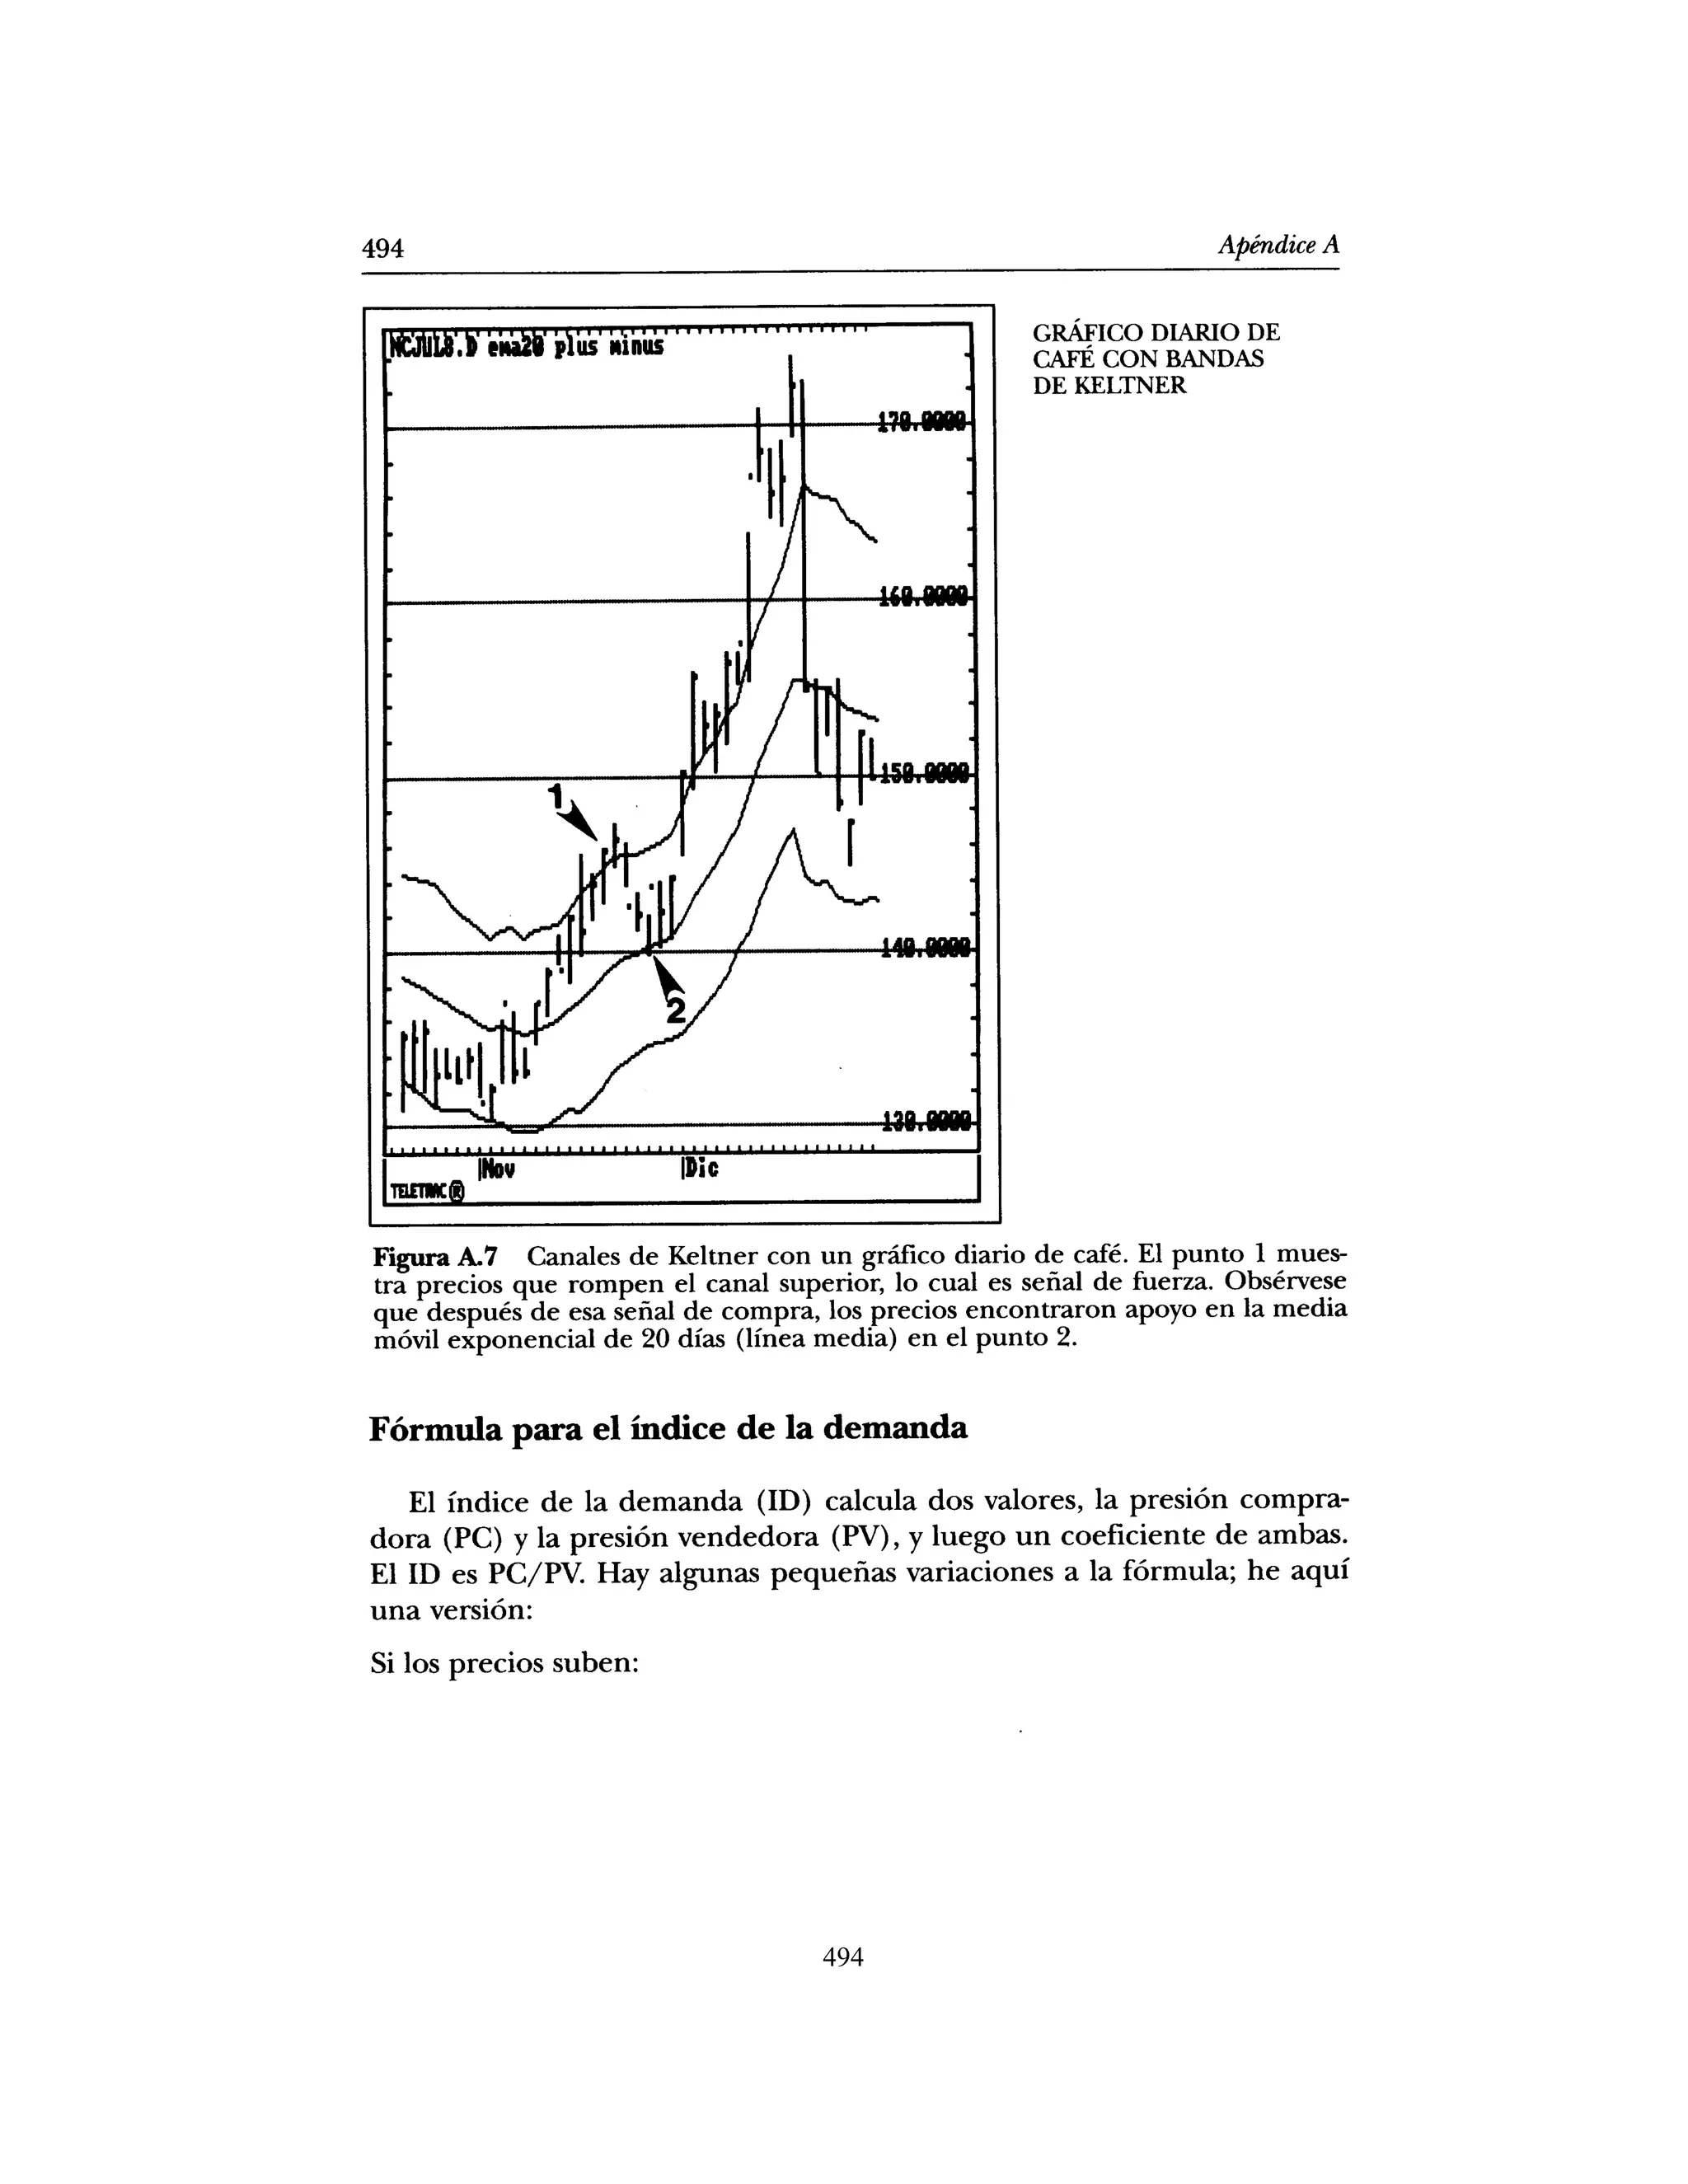 494 Apéndice A
NCJUL8.D ema20 plus minus
GRÁFICO DIARIO DE
CAFÉ CON BANDAS
DE KELTNER
170.0000
160.0000
1
150.0000
140.0000
2
130.0000
Nov Dic
TELETRAC®
Figura A.7 Canales de Keltner con un gráfico diario de café. El punto 1 mues-
tra precios que rompen el canal superior, lo cual es señal de fuerza. Obsérvese
que después de esa señal de compra, los precios encontraron apoyo en la media
móvil exponencial de 20 días (línea media) en el punto 2.
Fórmula para el índice de la demanda
El índice de la demanda (ID) calcula dos valores, la presión compra-
dora (PC) y la presión vendedora (PV), y luego un coeficiente de ambas.
El ID es PC/PV. Hay algunas pequeñas variaciones a la fórmula; he aquí
una versión:
Si los precios suben:
494